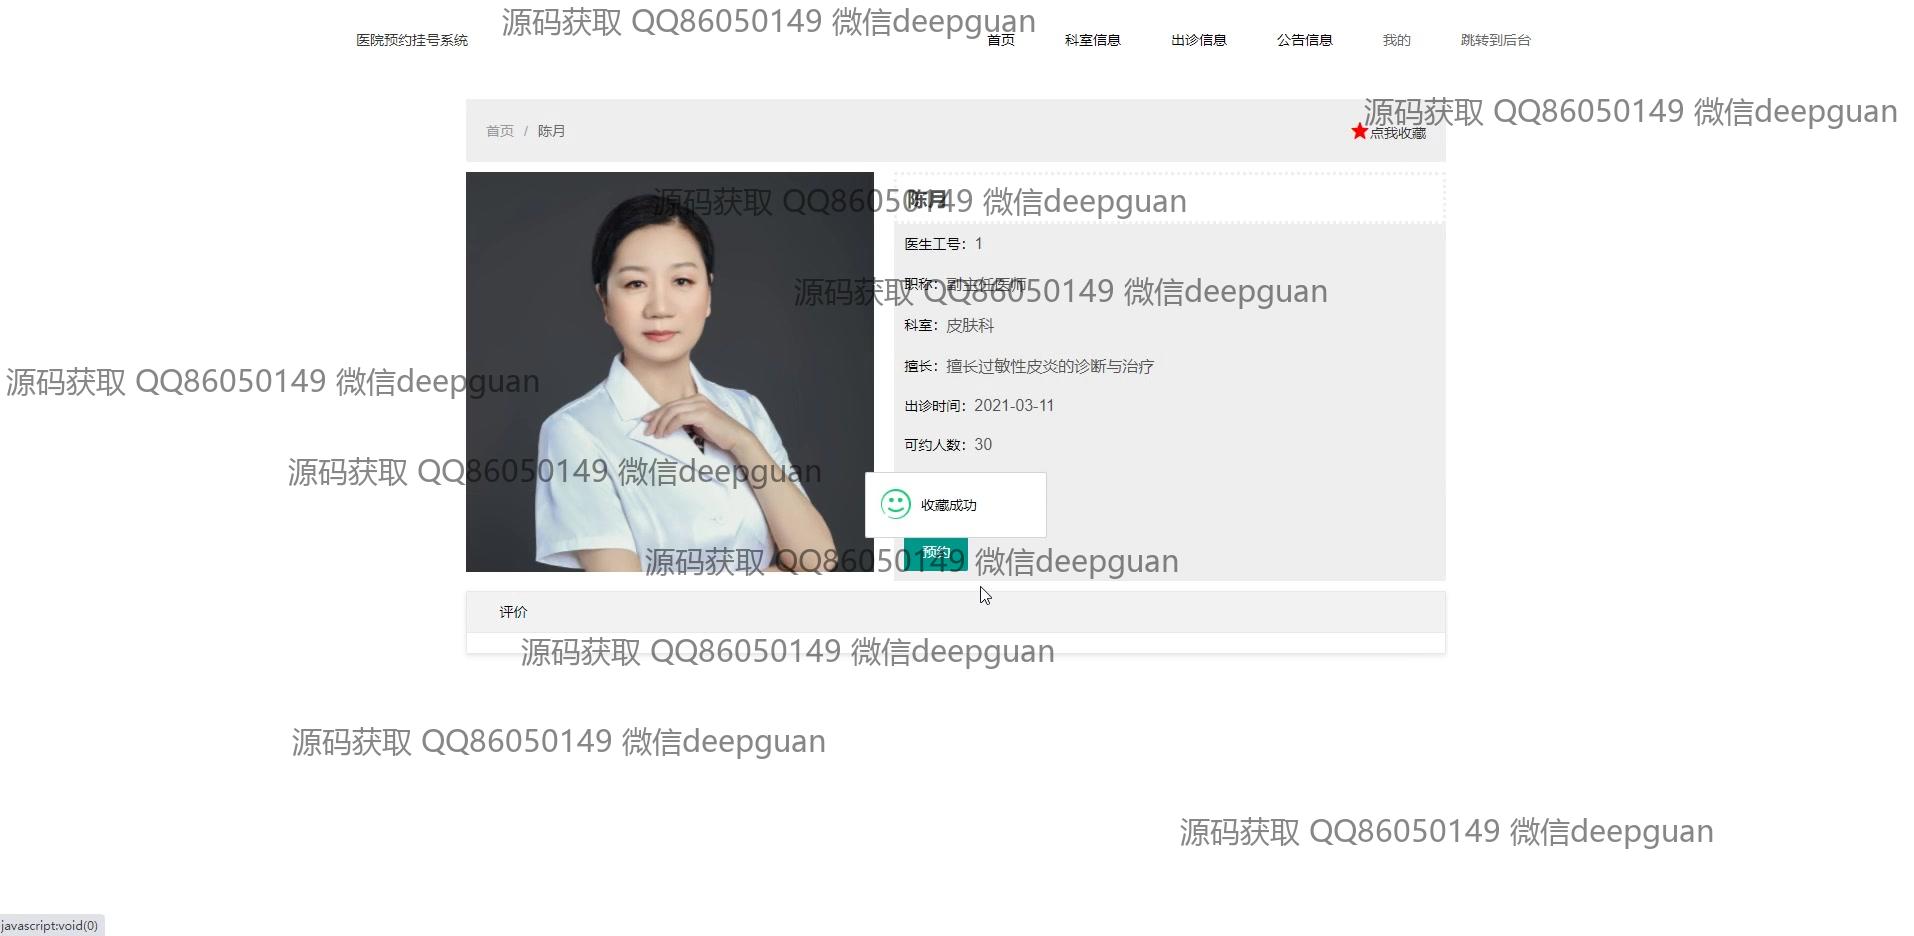 源码获取 QQ86050149 微信deepguan
医院预约挂号系统 首页 科室信息 出诊信息 公告信息 我的 跳转到后台
源码获取 QQ86050149 微信deepguan
首页 / 陈月 点我收藏
陈月
源码获取 QQ86050149 微信deepguan
医生工号：1
职称：副主任医师
源码获取 QQ86050149 微信deepguan
科室：皮肤科
擅长：擅长过敏性皮炎的诊断与治疗
源码获取 QQ86050149 微信deepguan
出诊时间：2021-03-11
可约人数：30
源码获取 QQ86050149 微信deepguan
收藏成功
预约
源码获取 QQ86050149 微信deepguan
评价
源码获取 QQ86050149 微信deepguan
源码获取 QQ86050149 微信deepguan
源码获取 QQ86050149 微信deepguan
javascript:void(0)